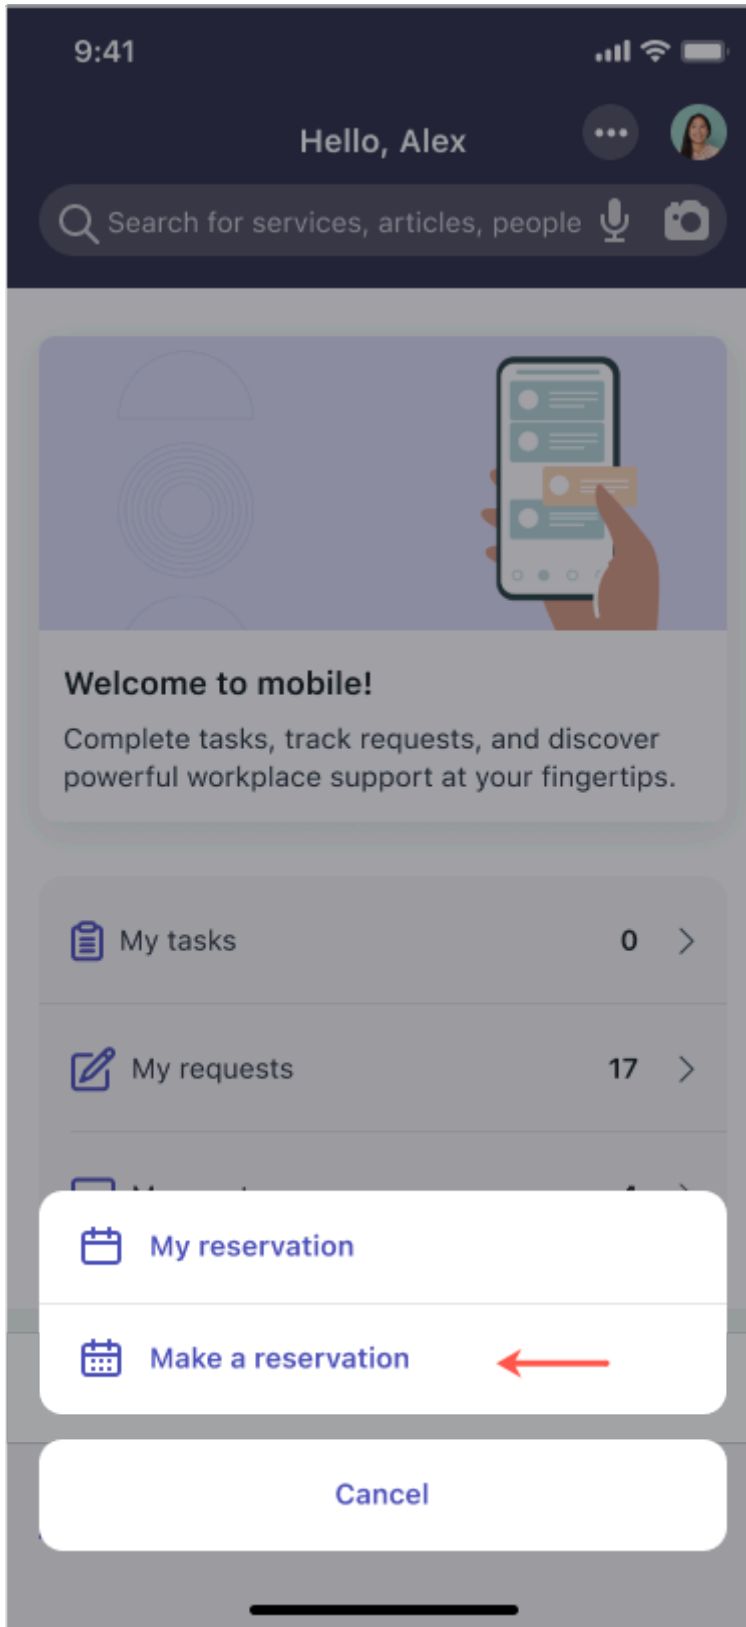 9:41
Hello, Alex
Search for services, articles, people
Welcome to mobile!
Complete tasks, track requests, and discover
powerful workplace support at your fingertips.
My tasks 0
My requests 17
My reservation
Make a reservation
Cancel